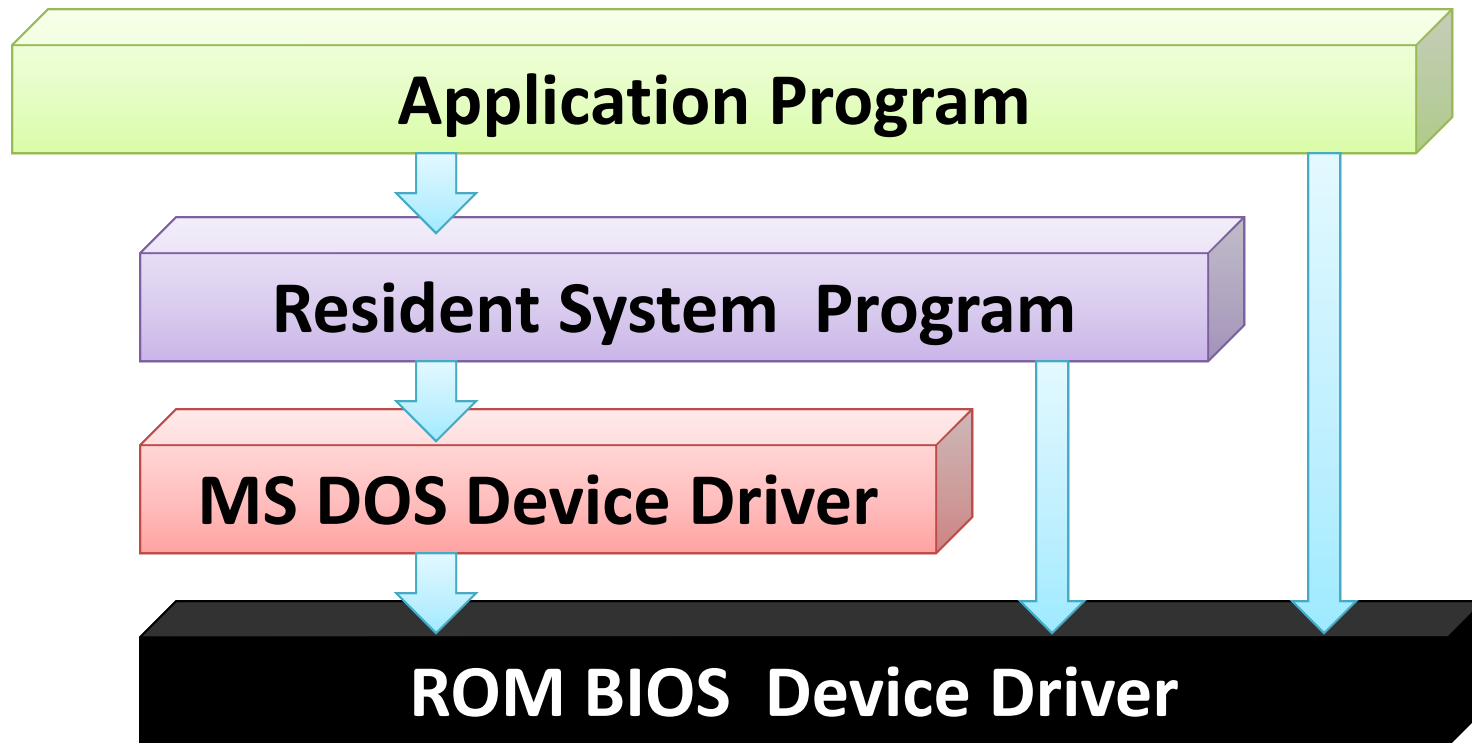 Application Program
Resident System  Program
MS DOS Device Driver
ROM BIOS  Device Driver